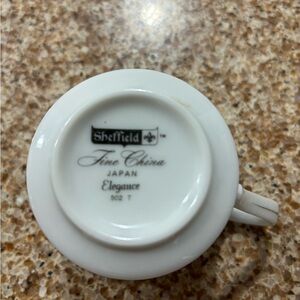 Sheffield ™
Fine China
JAPAN
Elegance
502 T